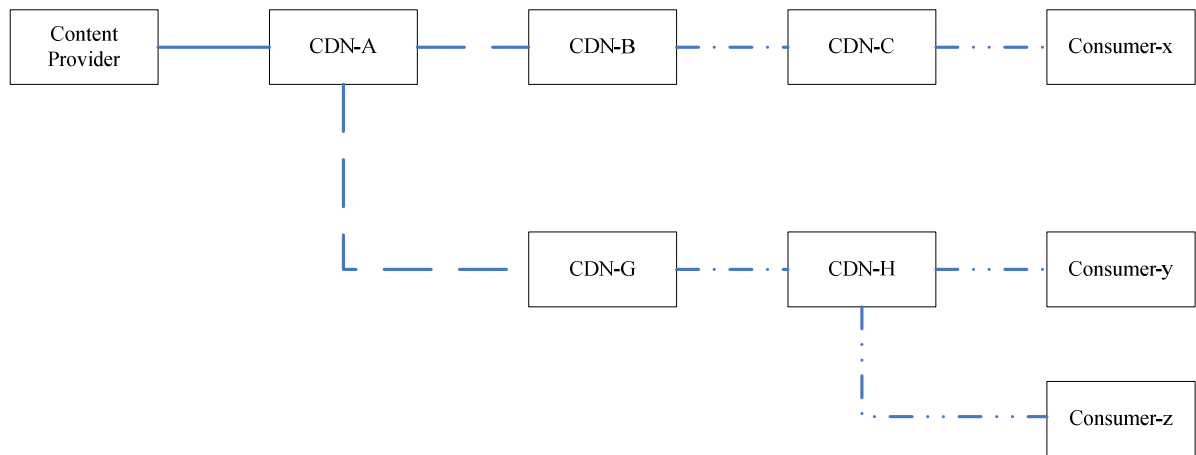 Content
Provider
CDN-A
CDN-B
CDN-C
Consumer-x
CDN-G
CDN-H
Consumer-y
Consumer-z